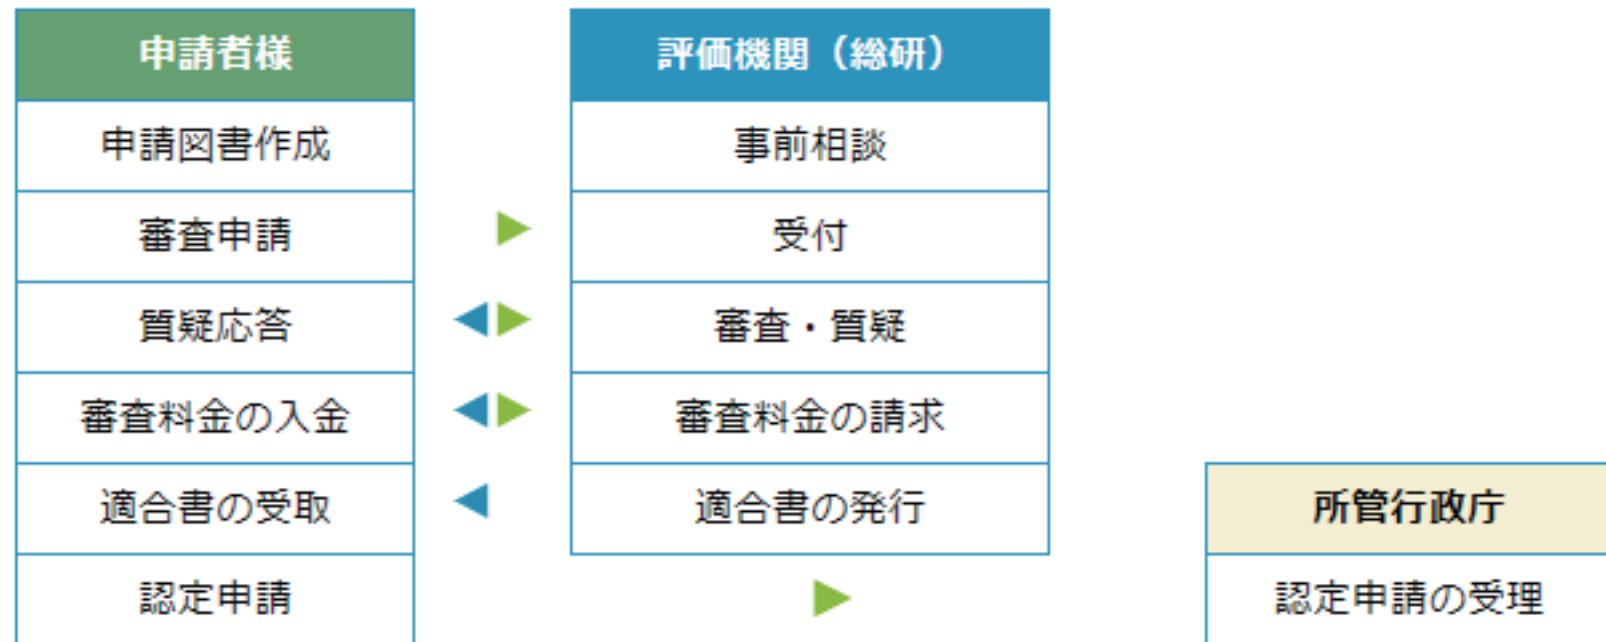 申請者様
評価機関（総研）
申請図書作成
事前相談
審査申請
受付
質疑応答
審査・質疑
審査料金の入金
審査料金の請求
適合書の受取
適合書の発行
所管行政庁
認定申請
認定申請の受理